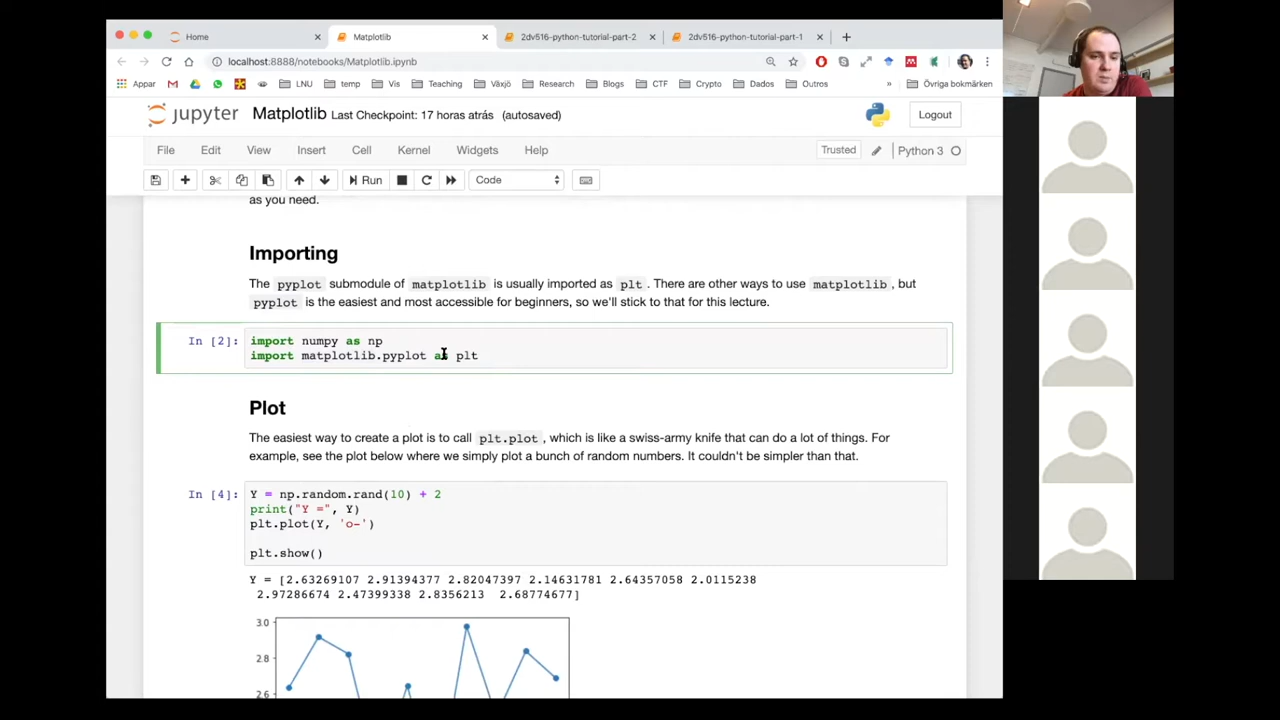 Home
Matplotlib
2dv516-python-tutorial-part-2
2dv516-python-tutorial-part-1
localhost:8888/notebooks/Matplotlib.ipynb
Appar LNU temp Vis Teaching Växjö Research Blogs CTF Crypto Dados Outros » Övriga bokmärken
jupyter Matplotlib Last Checkpoint: 17 horas atrás (autosaved) Logout
File Edit View Insert Cell Kernel Widgets Help Trusted Python 3
Run Code
as you need.
Importing
The pyplot submodule of matplotlib is usually imported as plt. There are other ways to use matplotlib, but
pyplot is the easiest and most accessible for beginners, so we'll stick to that for this lecture.
In [2]: import numpy as np
import matplotlib.pyplot as plt
Plot
The easiest way to create a plot is to call plt.plot, which is like a swiss-army knife that can do a lot of things. For
example, see the plot below where we simply plot a bunch of random numbers. It couldn't be simpler than that.
In [4]: Y = np.random.rand(10) + 2
print("Y =", Y)
plt.plot(Y, 'o-')
plt.show()
Y = [2.63269107 2.91394377 2.82047397 2.14631781 2.64357058 2.0115238
2.97286674 2.47399338 2.8356213 2.68774677]
3.0
2.8
2.6